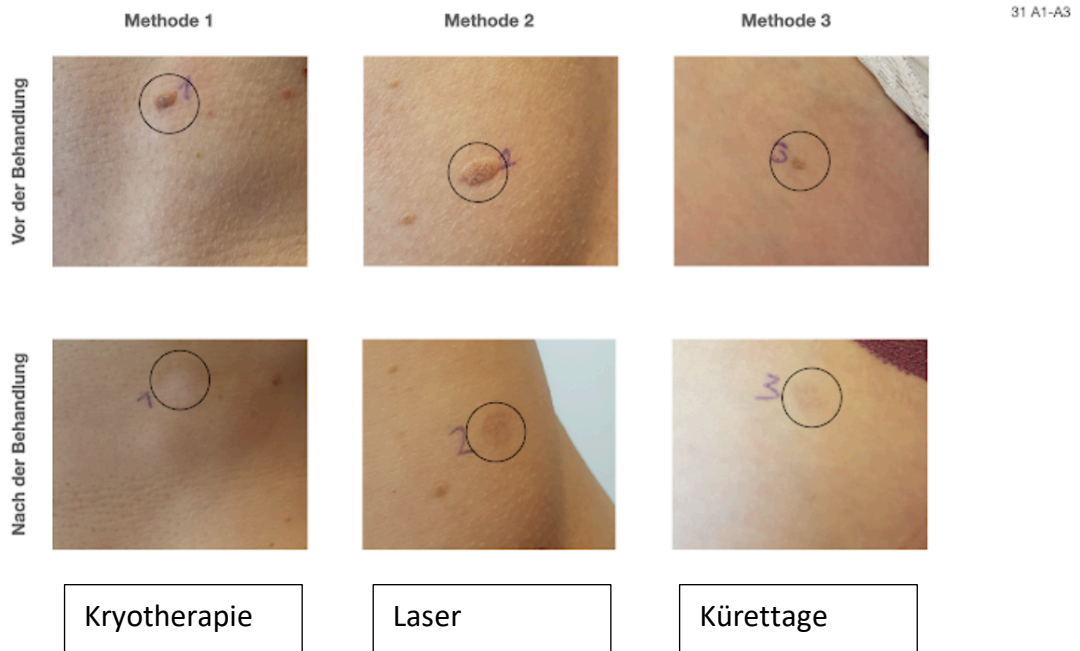 Methode 1
Methode 2
Methode 3
31 A1-A3
Vor der Behandlung
1
2
3
Nach der Behandlung
1
2
3
Kryotherapie
Laser
Kürettage